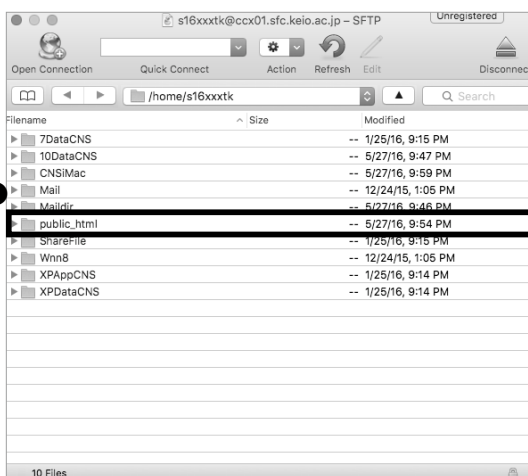 s16xxxtk@ccx01.sfc.keio.ac.jp – SFTP
Unregistered
Open Connection Quick Connect Action Refresh Edit Disconnec
/home/s16xxxtk Search
Filename Size Modified
7DataCNS -- 1/25/16, 9:15 PM
10DataCNS -- 5/27/16, 9:47 PM
CNSiMac -- 5/27/16, 9:59 PM
Mail -- 12/24/15, 1:05 PM
Maildir -- 5/27/16, 9:46 PM
public_html -- 5/27/16, 9:54 PM
ShareFile -- 1/25/16, 9:15 PM
Wnn8 -- 12/24/15, 1:05 PM
XPAppCNS -- 1/25/16, 9:14 PM
XPDataCNS -- 1/25/16, 9:14 PM
10 Files